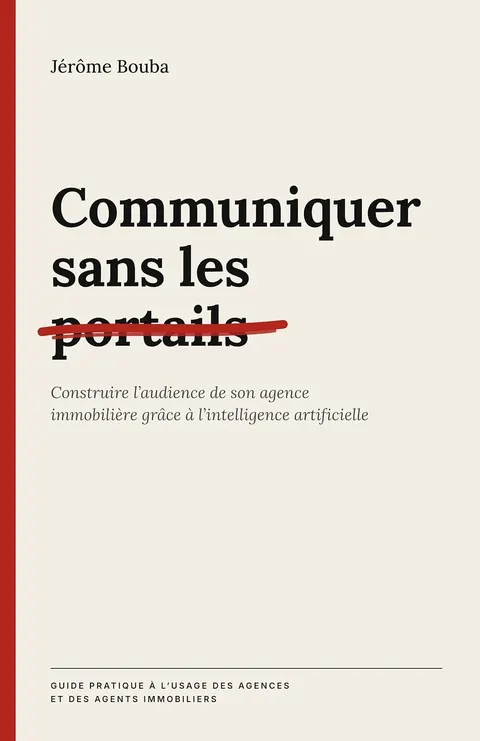 Jérôme Bouba
Communiquer
sans les
portails
Construire l'audience de son agence
immobilière grâce à l'intelligence artificielle
GUIDE PRATIQUE À L'USAGE DES AGENCES
ET DES AGENTS IMMOBILIERS